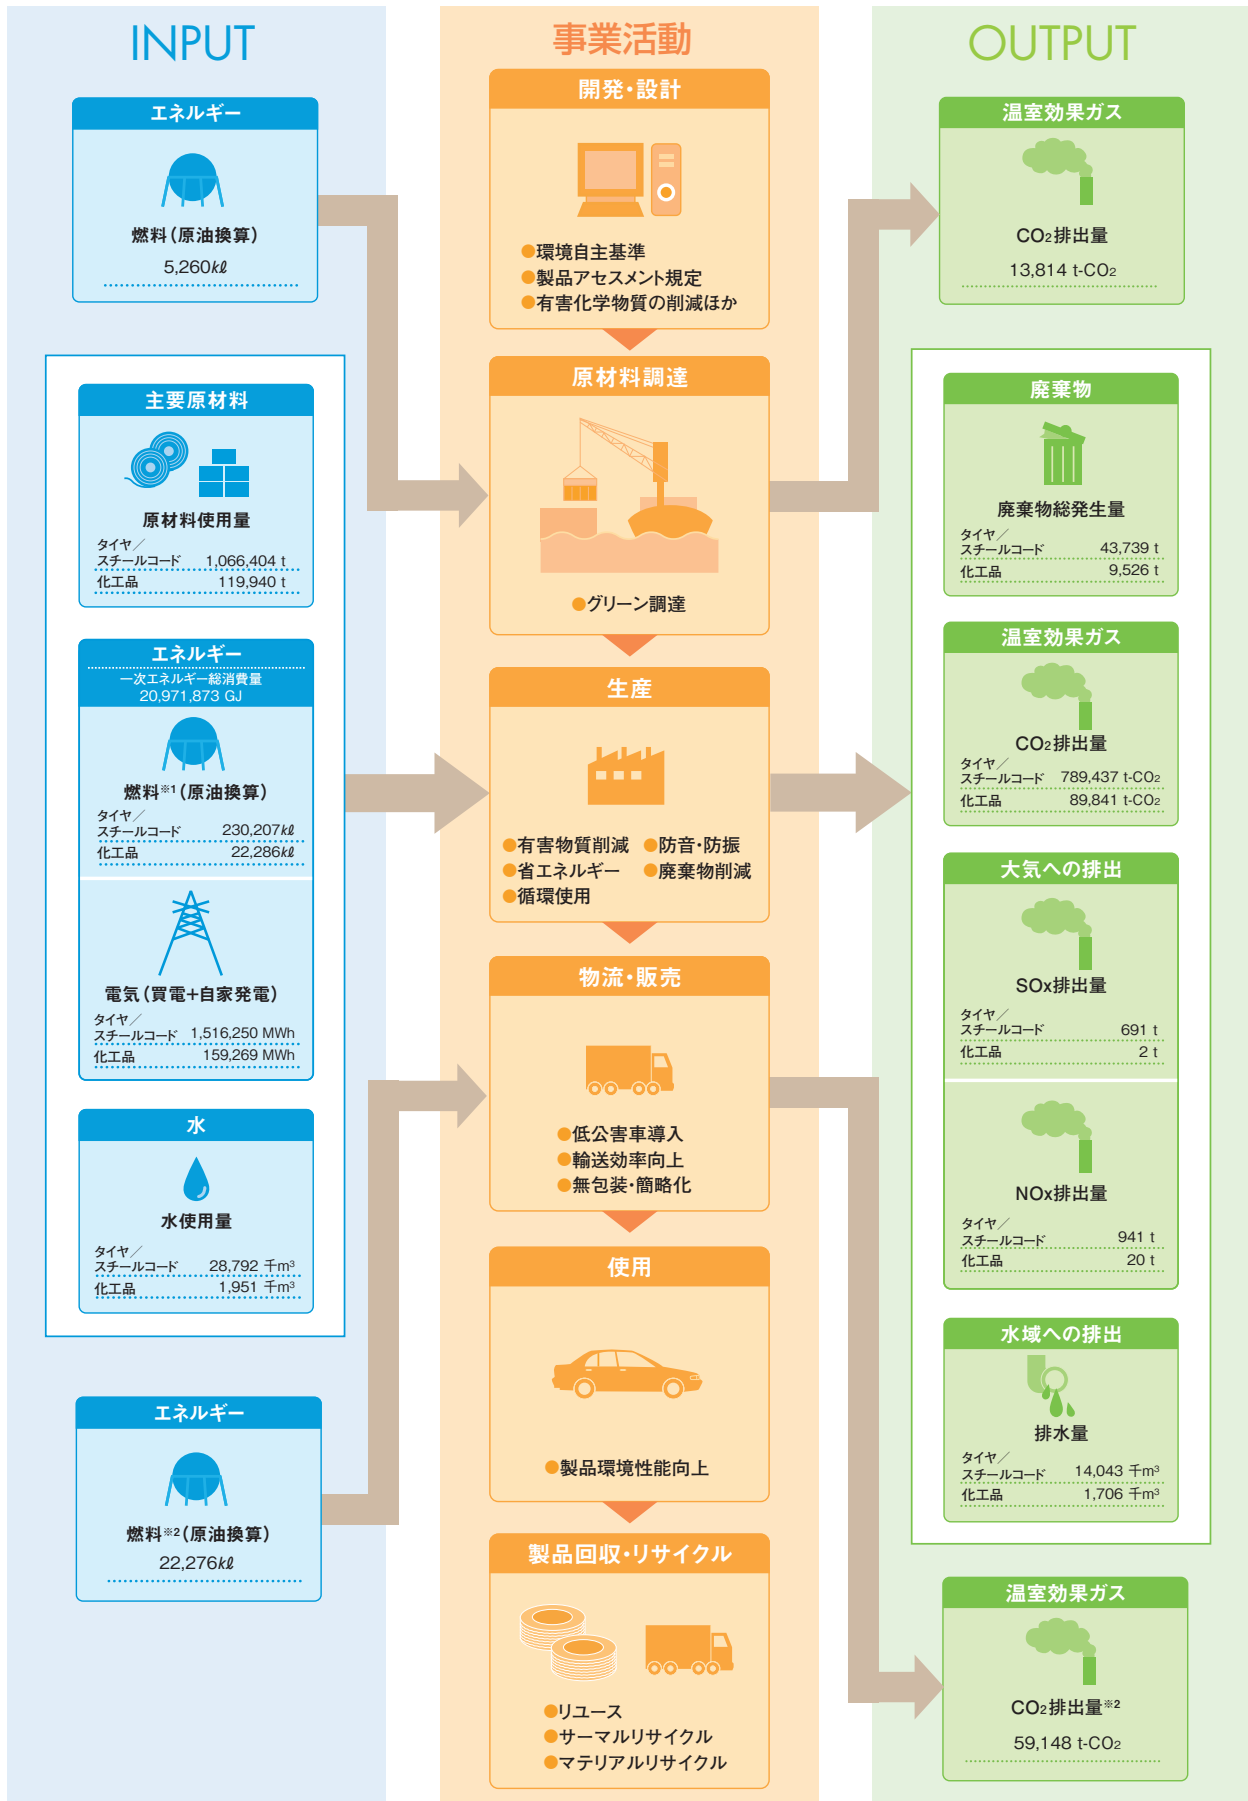 INPUT
エネルギー
燃料(原油換算)
5,260kℓ
主要原材料
原材料使用量
タイヤ／
スチールコード 1,066,404 t
化工品 119,940 t
エネルギー
一次エネルギー総消費量
20,971,873 GJ
燃料※1(原油換算)
タイヤ／
スチールコード 230,207kℓ
化工品 22,286kℓ
電気(買電+自家発電)
タイヤ／
スチールコード 1,516,250 MWh
化工品 159,269 MWh
水
水使用量
タイヤ／
スチールコード 28,792 千m³
化工品 1,951 千m³
エネルギー
燃料※2(原油換算)
22,276kℓ
事業活動
開発・設計
●環境自主基準
●製品アセスメント規定
●有害化学物質の削減ほか
原材料調達
●グリーン調達
生産
●有害物質削減 ●防音・防振
●省エネルギー ●廃棄物削減
●循環使用
物流・販売
●低公害車導入
●輸送効率向上
●無包装・簡略化
使用
●製品環境性能向上
製品回収・リサイクル
●リユース
●サーマルリサイクル
●マテリアルリサイクル
OUTPUT
温室効果ガス
CO₂排出量
13,814 t-CO₂
廃棄物
廃棄物総発生量
タイヤ／
スチールコード 43,739 t
化工品 9,526 t
温室効果ガス
CO₂排出量
タイヤ／
スチールコード 789,437 t-CO₂
化工品 89,841 t-CO₂
大気への排出
SOx排出量
タイヤ／
スチールコード 691 t
化工品 2 t
NOx排出量
タイヤ／
スチールコード 941 t
化工品 20 t
水域への排出
排水量
タイヤ／
スチールコード 14,043 千m³
化工品 1,706 千m³
温室効果ガス
CO₂排出量※2
59,148 t-CO₂